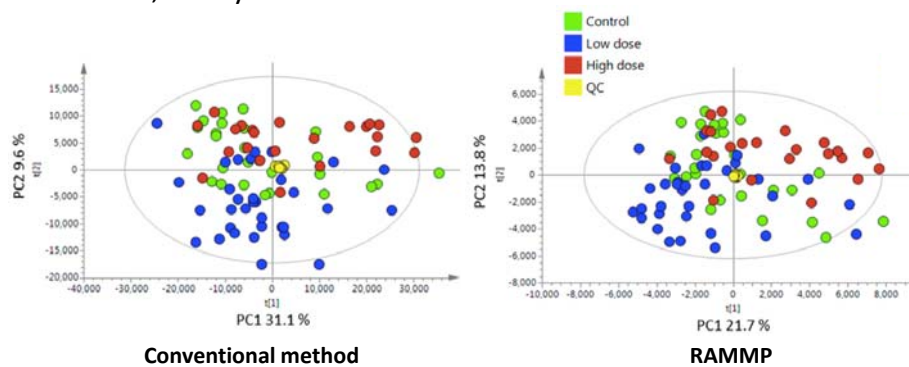 Control
Low dose
High dose
QC
15,000
10,000
5,000
0
-5,000
-10,000
-15,000
-20,000
PC2 9.6 %
t[2]
-40,000 -30,000 -20,000 -10,000 0 10,000 20,000 30,000
t[1]
PC1 31.1 %
Conventional method
6,000
4,000
2,000
0
-2,000
-4,000
-6,000
-8,000
PC2 13.8 %
t[2]
-10,000 -8,000 -6,000 -4,000 -2,000 0 2,000 4,000 6,000 8,000
t[1]
PC1 21.7 %
RAMMP